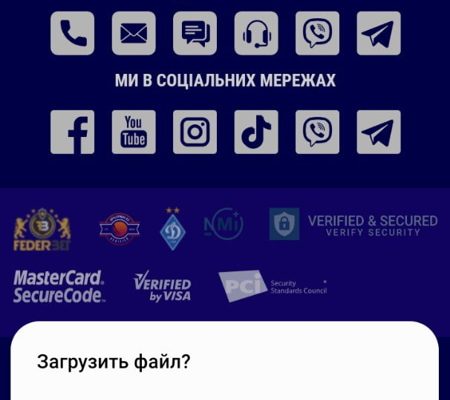 МИ В СОЦІАЛЬНИХ МЕРЕЖАХ
You
Tube
FEDERBET
NMi
VERIFIED & SECURED
VERIFY SECURITY
MasterCard.
SecureCode.
VERIFIED
by VISA
PCI
Security
Standards Council
Загрузить файл?